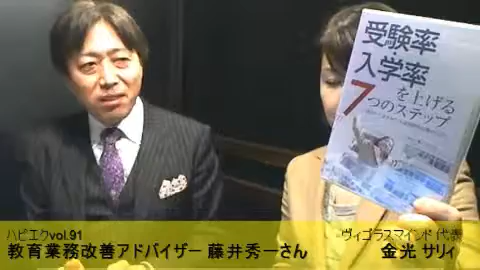 受験率
・
入学率
を上げる
7つのステップ
ハピエクvol.91
教育業務改善アドバイザー 藤井秀一さん
ヴィゴラスマインド 代表
金光 サリィ